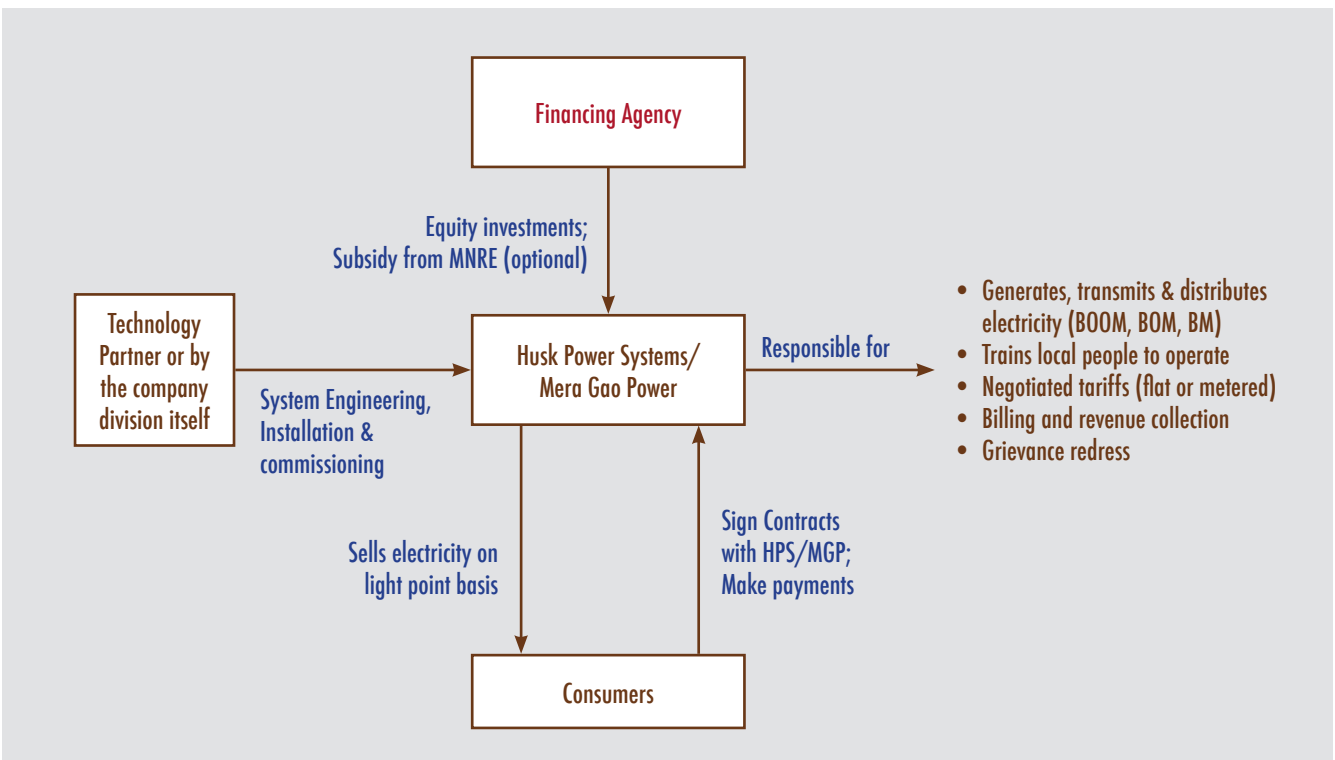 Financing Agency
Equity investments;
Subsidy from MNRE (optional)
Technology
Partner or by
the company
division itself
System Engineering,
Installation &
commissioning
Husk Power Systems/
Mera Gao Power
Responsible for
• Generates, transmits & distributes
electricity (BOOM, BOM, BM)
• Trains local people to operate
• Negotiated tariffs (flat or metered)
• Billing and revenue collection
• Grievance redress
Sells electricity on
light point basis
Sign Contracts
with HPS/MGP;
Make payments
Consumers